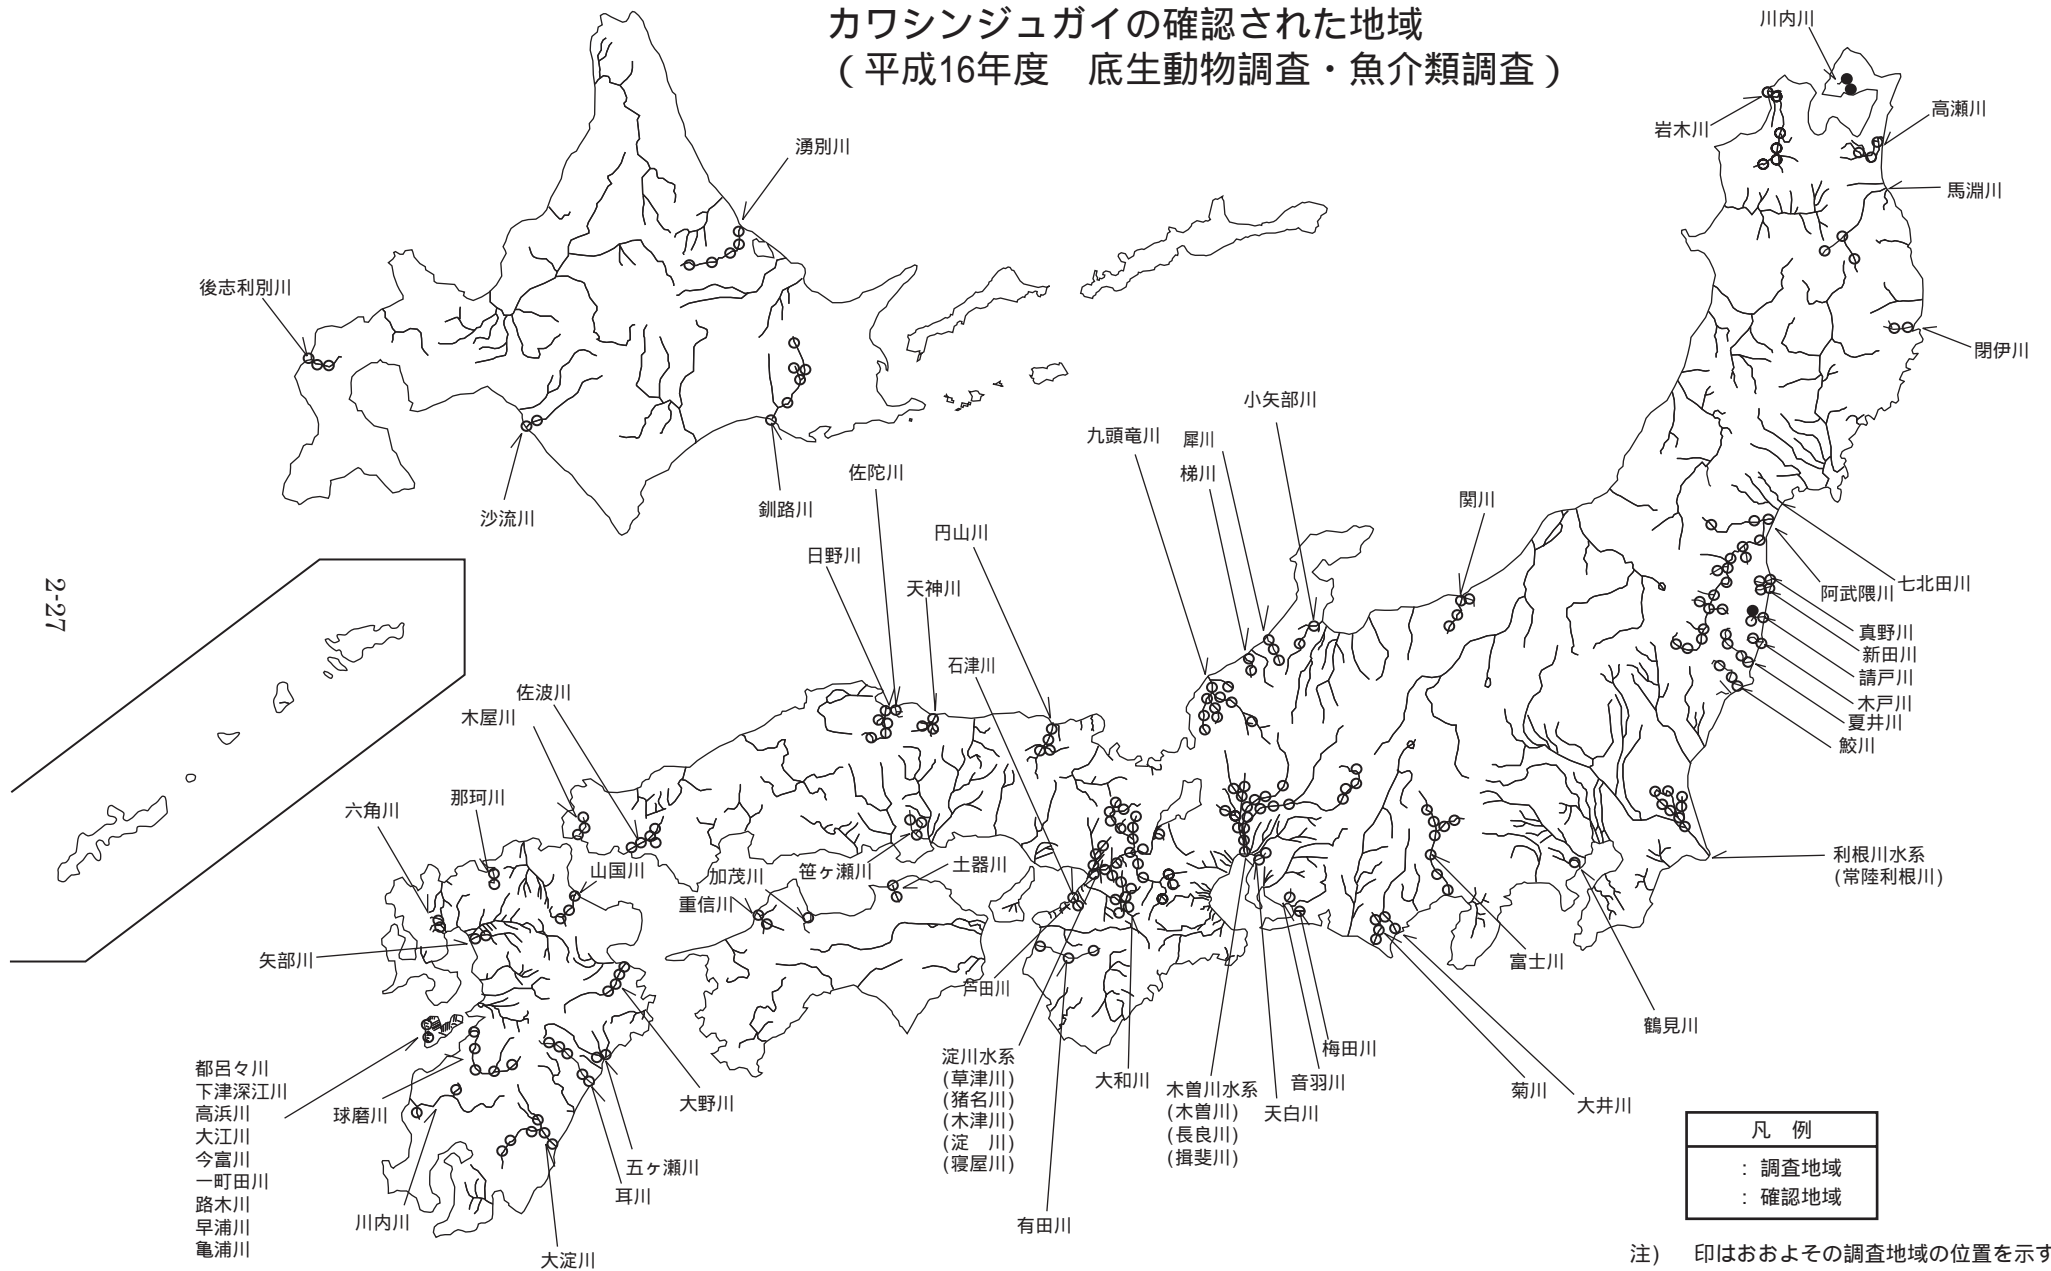 カワシンジュガイの確認された地域
(平成16年度 底生動物調査・魚介類調査)
川内川
岩木川
高瀬川
馬淵川
閉伊川
湧別川
後志利別川
沙流川
釧路川
2-27
小矢部川
九頭竜川
犀川
梯川
関川
佐陀川
日野川
円山川
天神川
石津川
佐波川
木屋川
那珂川
六角川
山国川
加茂川
重信川
笹ヶ瀬川
土器川
矢部川
芦田川
七北田川
阿武隈川
真野川
新田川
請戸川
木戸川
夏井川
鮫川
利根川水系
(常陸利根川)
富士川
鶴見川
都呂々川
下津深江川
高浜川
大江川
今富川
一町田川
路木川
早浦川
亀浦川
球磨川
川内川
大淀川
大野川
五ヶ瀬川
耳川
淀川水系
(草津川)
(猪名川)
(木津川)
(淀 川)
(寝屋川)
有田川
大和川
木曽川水系
(木曽川)
(長良川)
(揖斐川)
天白川
音羽川
梅田川
菊川
大井川
凡 例
: 調査地域
: 確認地域
注) 印はおおよその調査地域の位置を示す